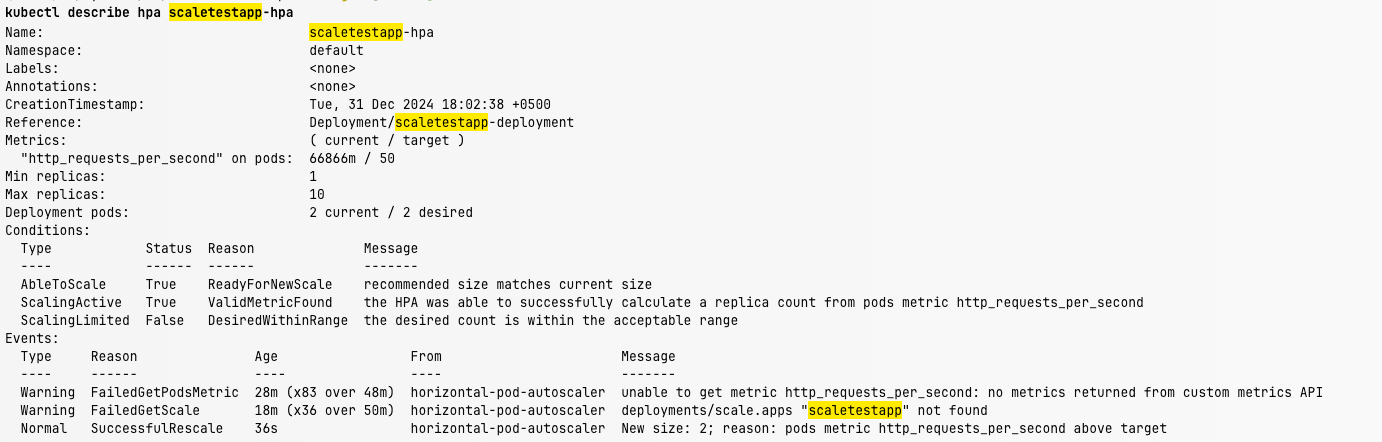 kubectl describe hpa scaletestapp-hpa
Name:                                  scaletestapp-hpa
Namespace:                             default
Labels:                                <none>
Annotations:                           <none>
CreationTimestamp:                     Tue, 31 Dec 2024 18:02:38 +0500
Reference:                             Deployment/scaletestapp-deployment
Metrics:                               ( current / target )
  "http_requests_per_second" on pods:  66866m / 50
Min replicas:                          1
Max replicas:                          10
Deployment pods:                       2 current / 2 desired
Conditions:
  Type            Status  Reason              Message
  ----            ------  ------              -------
  AbleToScale     True    ReadyForNewScale    recommended size matches current size
  ScalingActive   True    ValidMetricFound    the HPA was able to successfully calculate a replica count from pods metric http_requests_per_second
  ScalingLimited  False   DesiredWithinRange  the desired count is within the acceptable range
Events:
  Type     Reason               Age                 From                       Message
  ----     ------               ----                ----                       -------
  Warning  FailedGetPodsMetric  28m (x83 over 48m)  horizontal-pod-autoscaler  unable to get metric http_requests_per_second: no metrics returned from custom metrics API
  Warning  FailedGetScale       18m (x36 over 50m)  horizontal-pod-autoscaler  deployments/scale.apps "scaletestapp" not found
  Normal   SuccessfulRescale    36s                 horizontal-pod-autoscaler  New size: 2; reason: pods metric http_requests_per_second above target